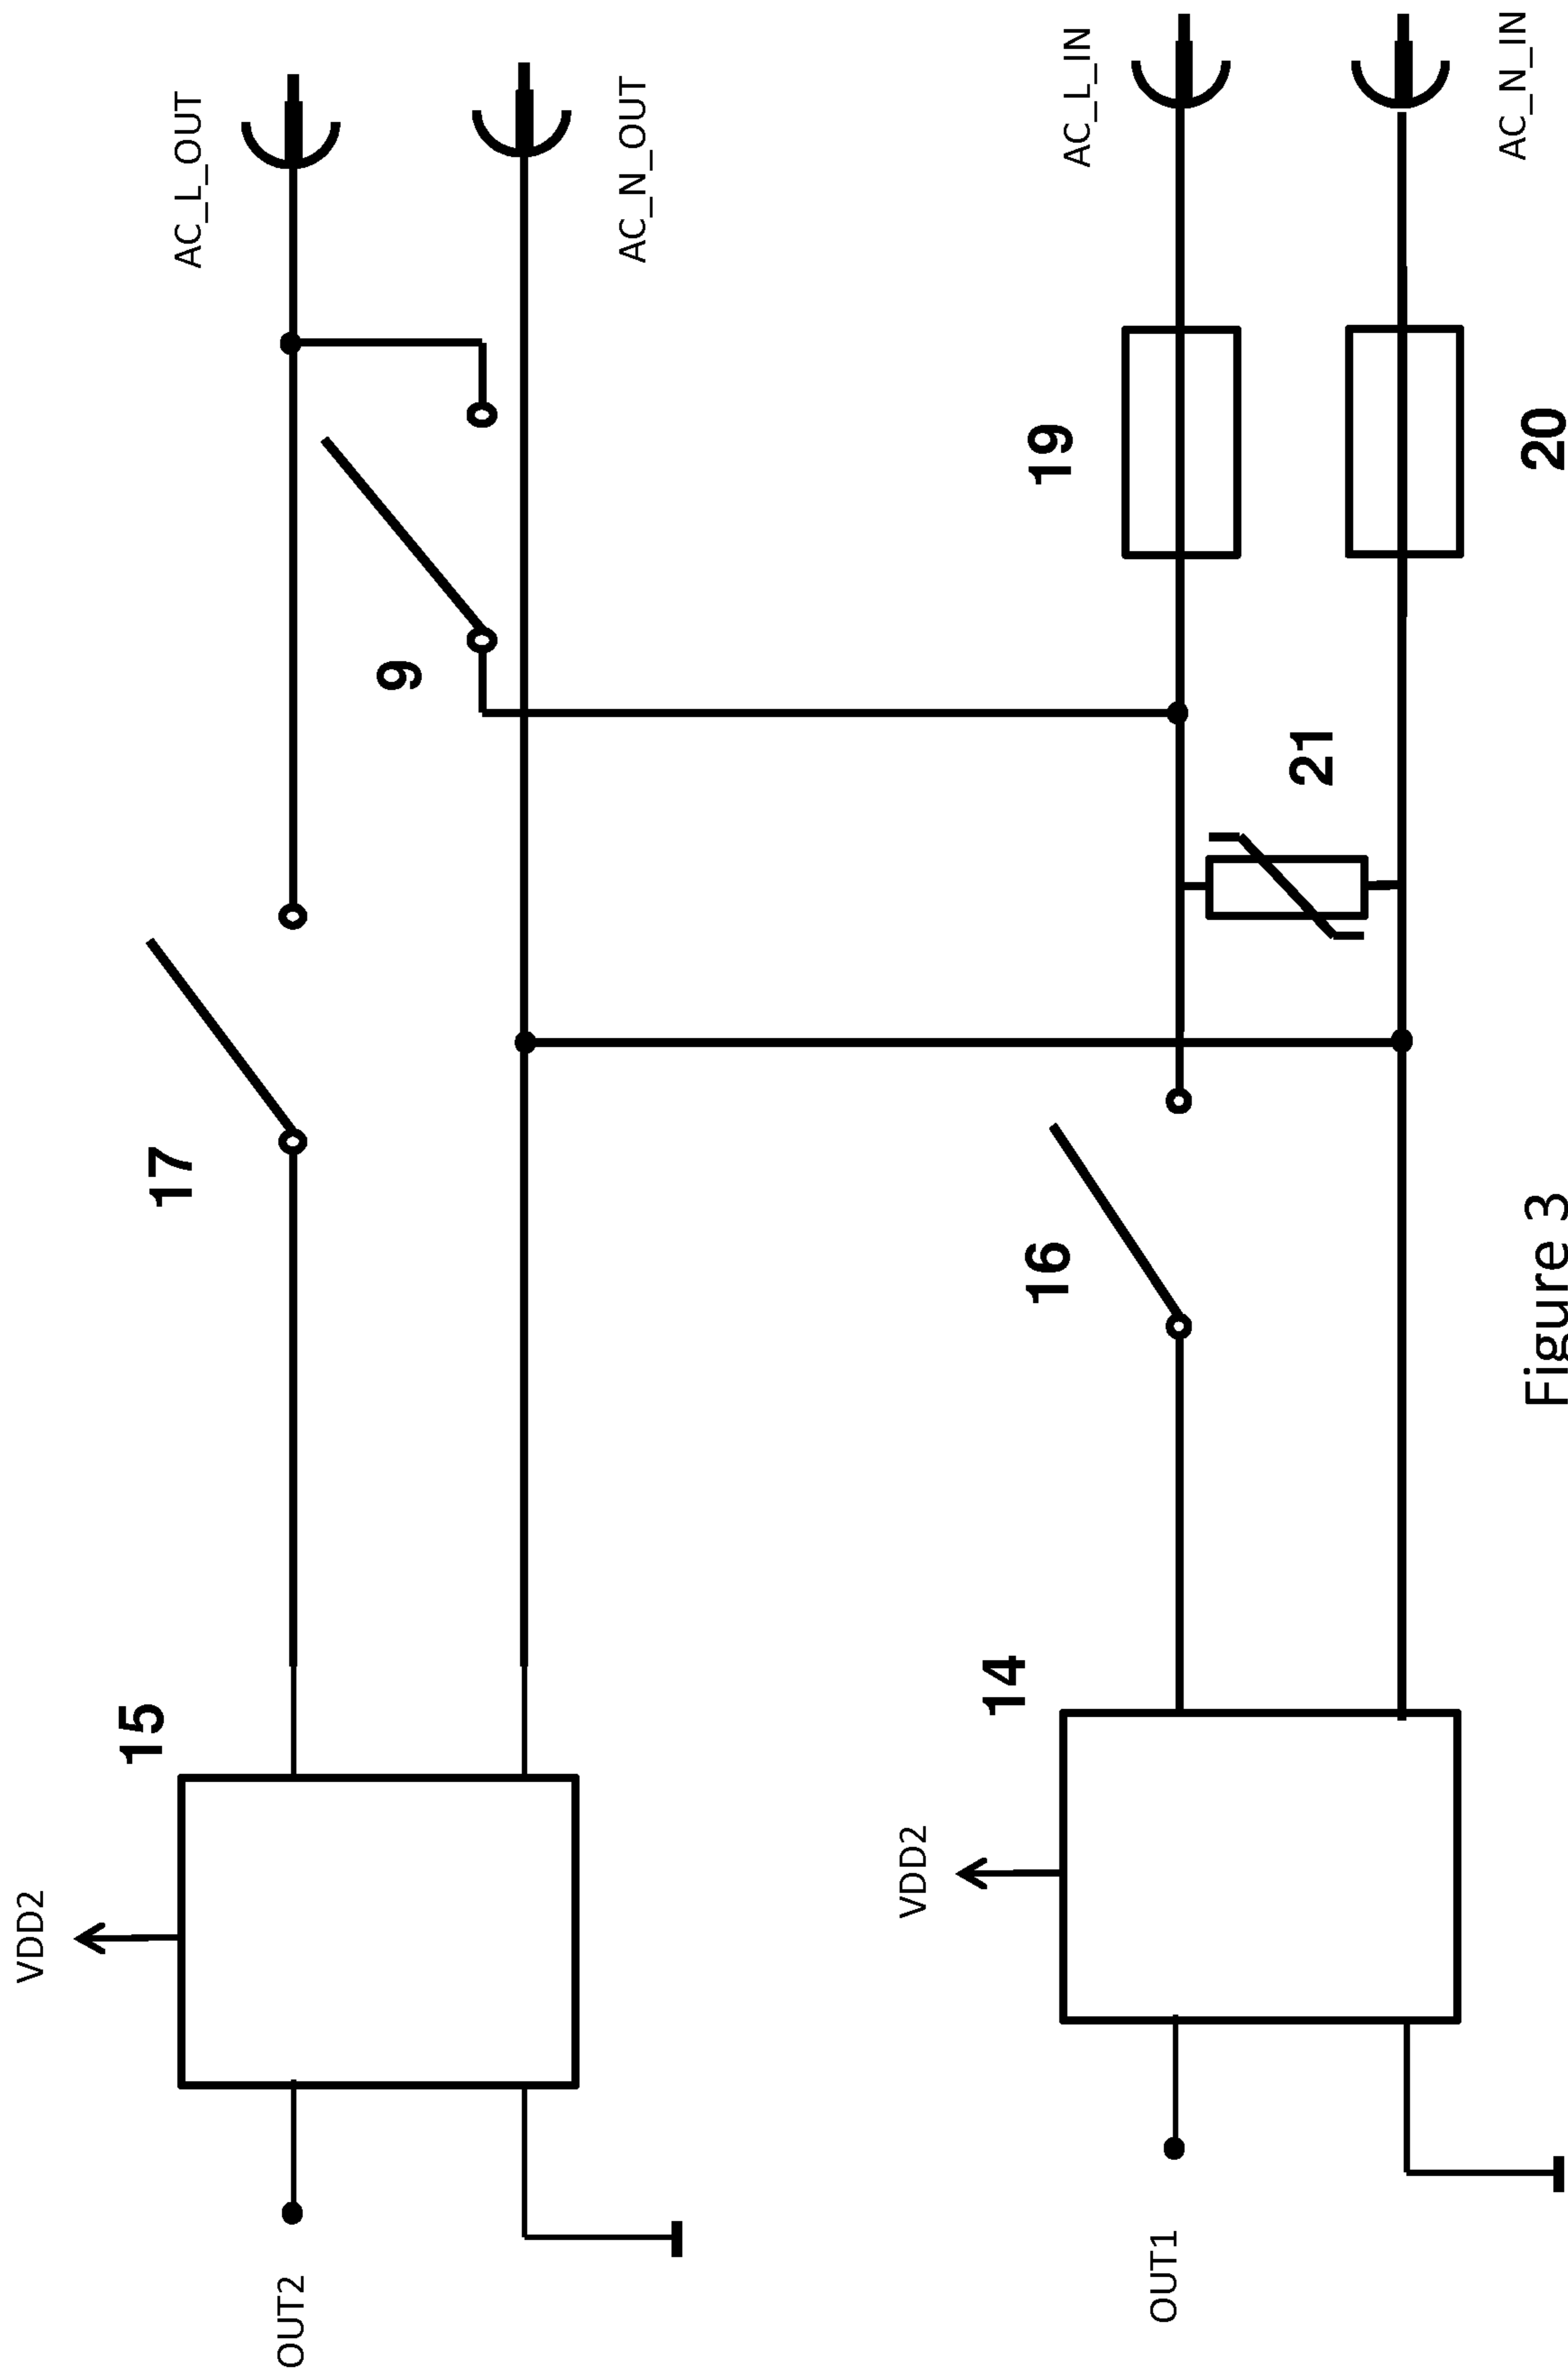 VDD2
OUT2
15
17
9
AC_L_OUT
AC_N_OUT
VDD2
OUT1
14
16
21
19
20
AC_L_IN
AC_N_IN
Figure 3